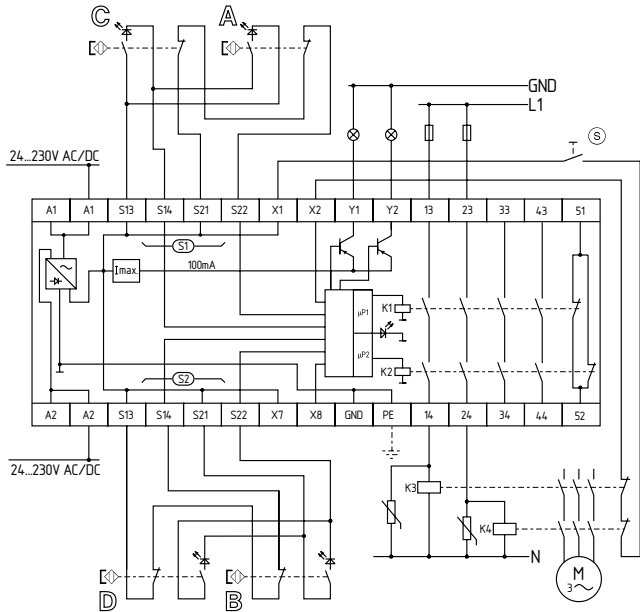 C A
GND
L1
S
24...230V AC/DC
A1 A1 S13 S14 S21 S22 X1 X2 Y1 Y2 13 23 33 43 51
S1
Imax. 100mA
K1
µP1
µP2
K2
S2
A2 A2 S13 S14 S21 S22 X7 X8 GND PE 14 24 34 44 52
24...230V AC/DC
K3
K4
N
D B
M
3~